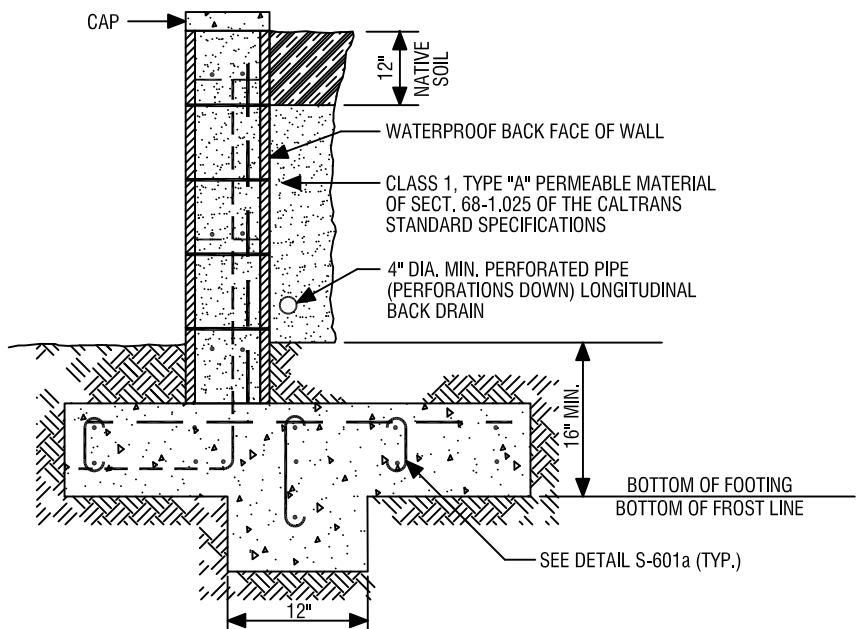 CAP
12"
NATIVE
SOIL
WATERPROOF BACK FACE OF WALL
CLASS 1, TYPE "A" PERMEABLE MATERIAL
OF SECT. 68-1.025 OF THE CALTRANS
STANDARD SPECIFICATIONS
4" DIA. MIN. PERFORATED PIPE
(PERFORATIONS DOWN) LONGITUDINAL
BACK DRAIN
16" MIN.
BOTTOM OF FOOTING
BOTTOM OF FROST LINE
SEE DETAIL S-601a (TYP.)
12"